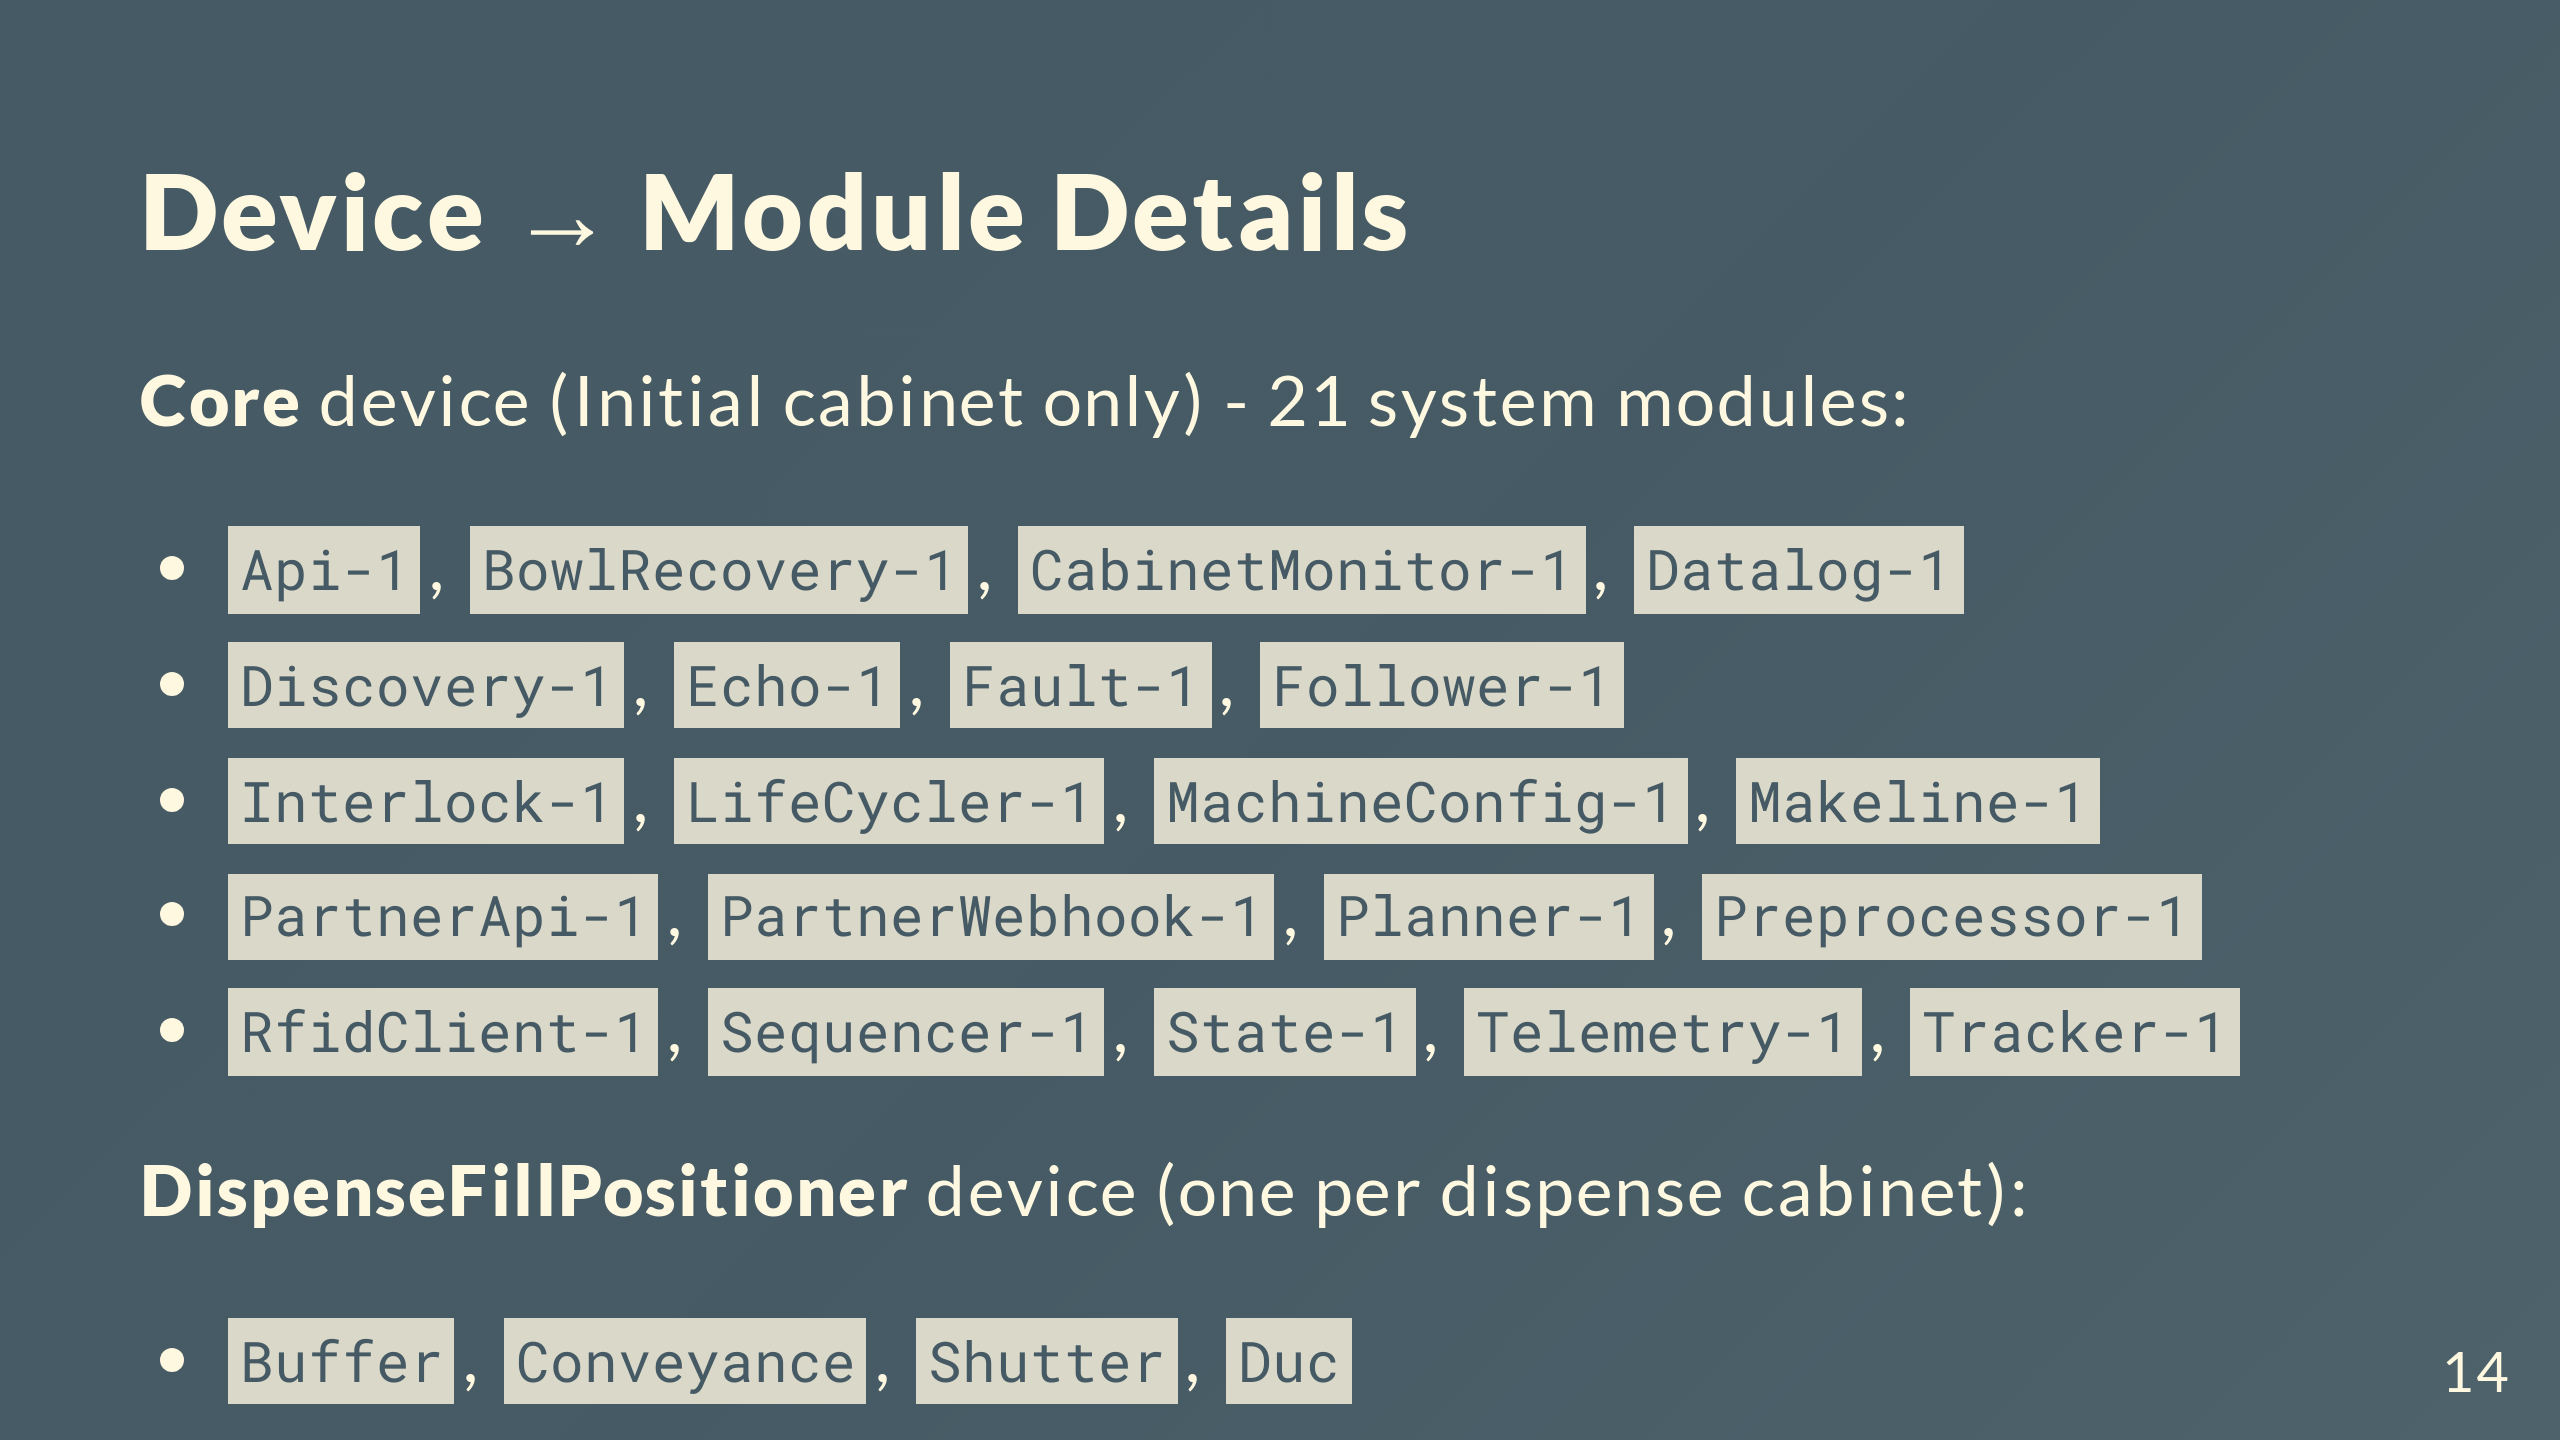 Device → Module Details
Core device (Initial cabinet only) - 21 system modules:
• Api-1, BowlRecovery-1, CabinetMonitor-1, Datalog-1
• Discovery-1, Echo-1, Fault-1, Follower-1
• Interlock-1, LifeCycler-1, MachineConfig-1, Makeline-1
• PartnerApi-1, PartnerWebhook-1, Planner-1, Preprocessor-1
• RfidClient-1, Sequencer-1, State-1, Telemetry-1, Tracker-1
DispenseFillPositioner device (one per dispense cabinet):
• Buffer, Conveyance, Shutter, Duc
14